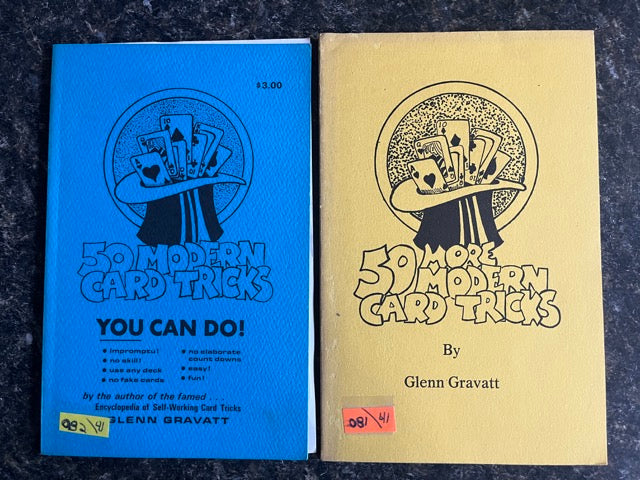 $3.00
50 MODERN
CARD TRICKS
YOU CAN DO!
• impromptu!
• no skill!
• use any deck
• no fake cards
• no elaborate
count downs
• easy!
• fun!
by the author of the famed . . .
Encyclopedia of Self-Working Card Tricks
GLENN GRAVATT
50 MORE
MODERN
CARD TRICKS
By
Glenn Gravatt
081/41